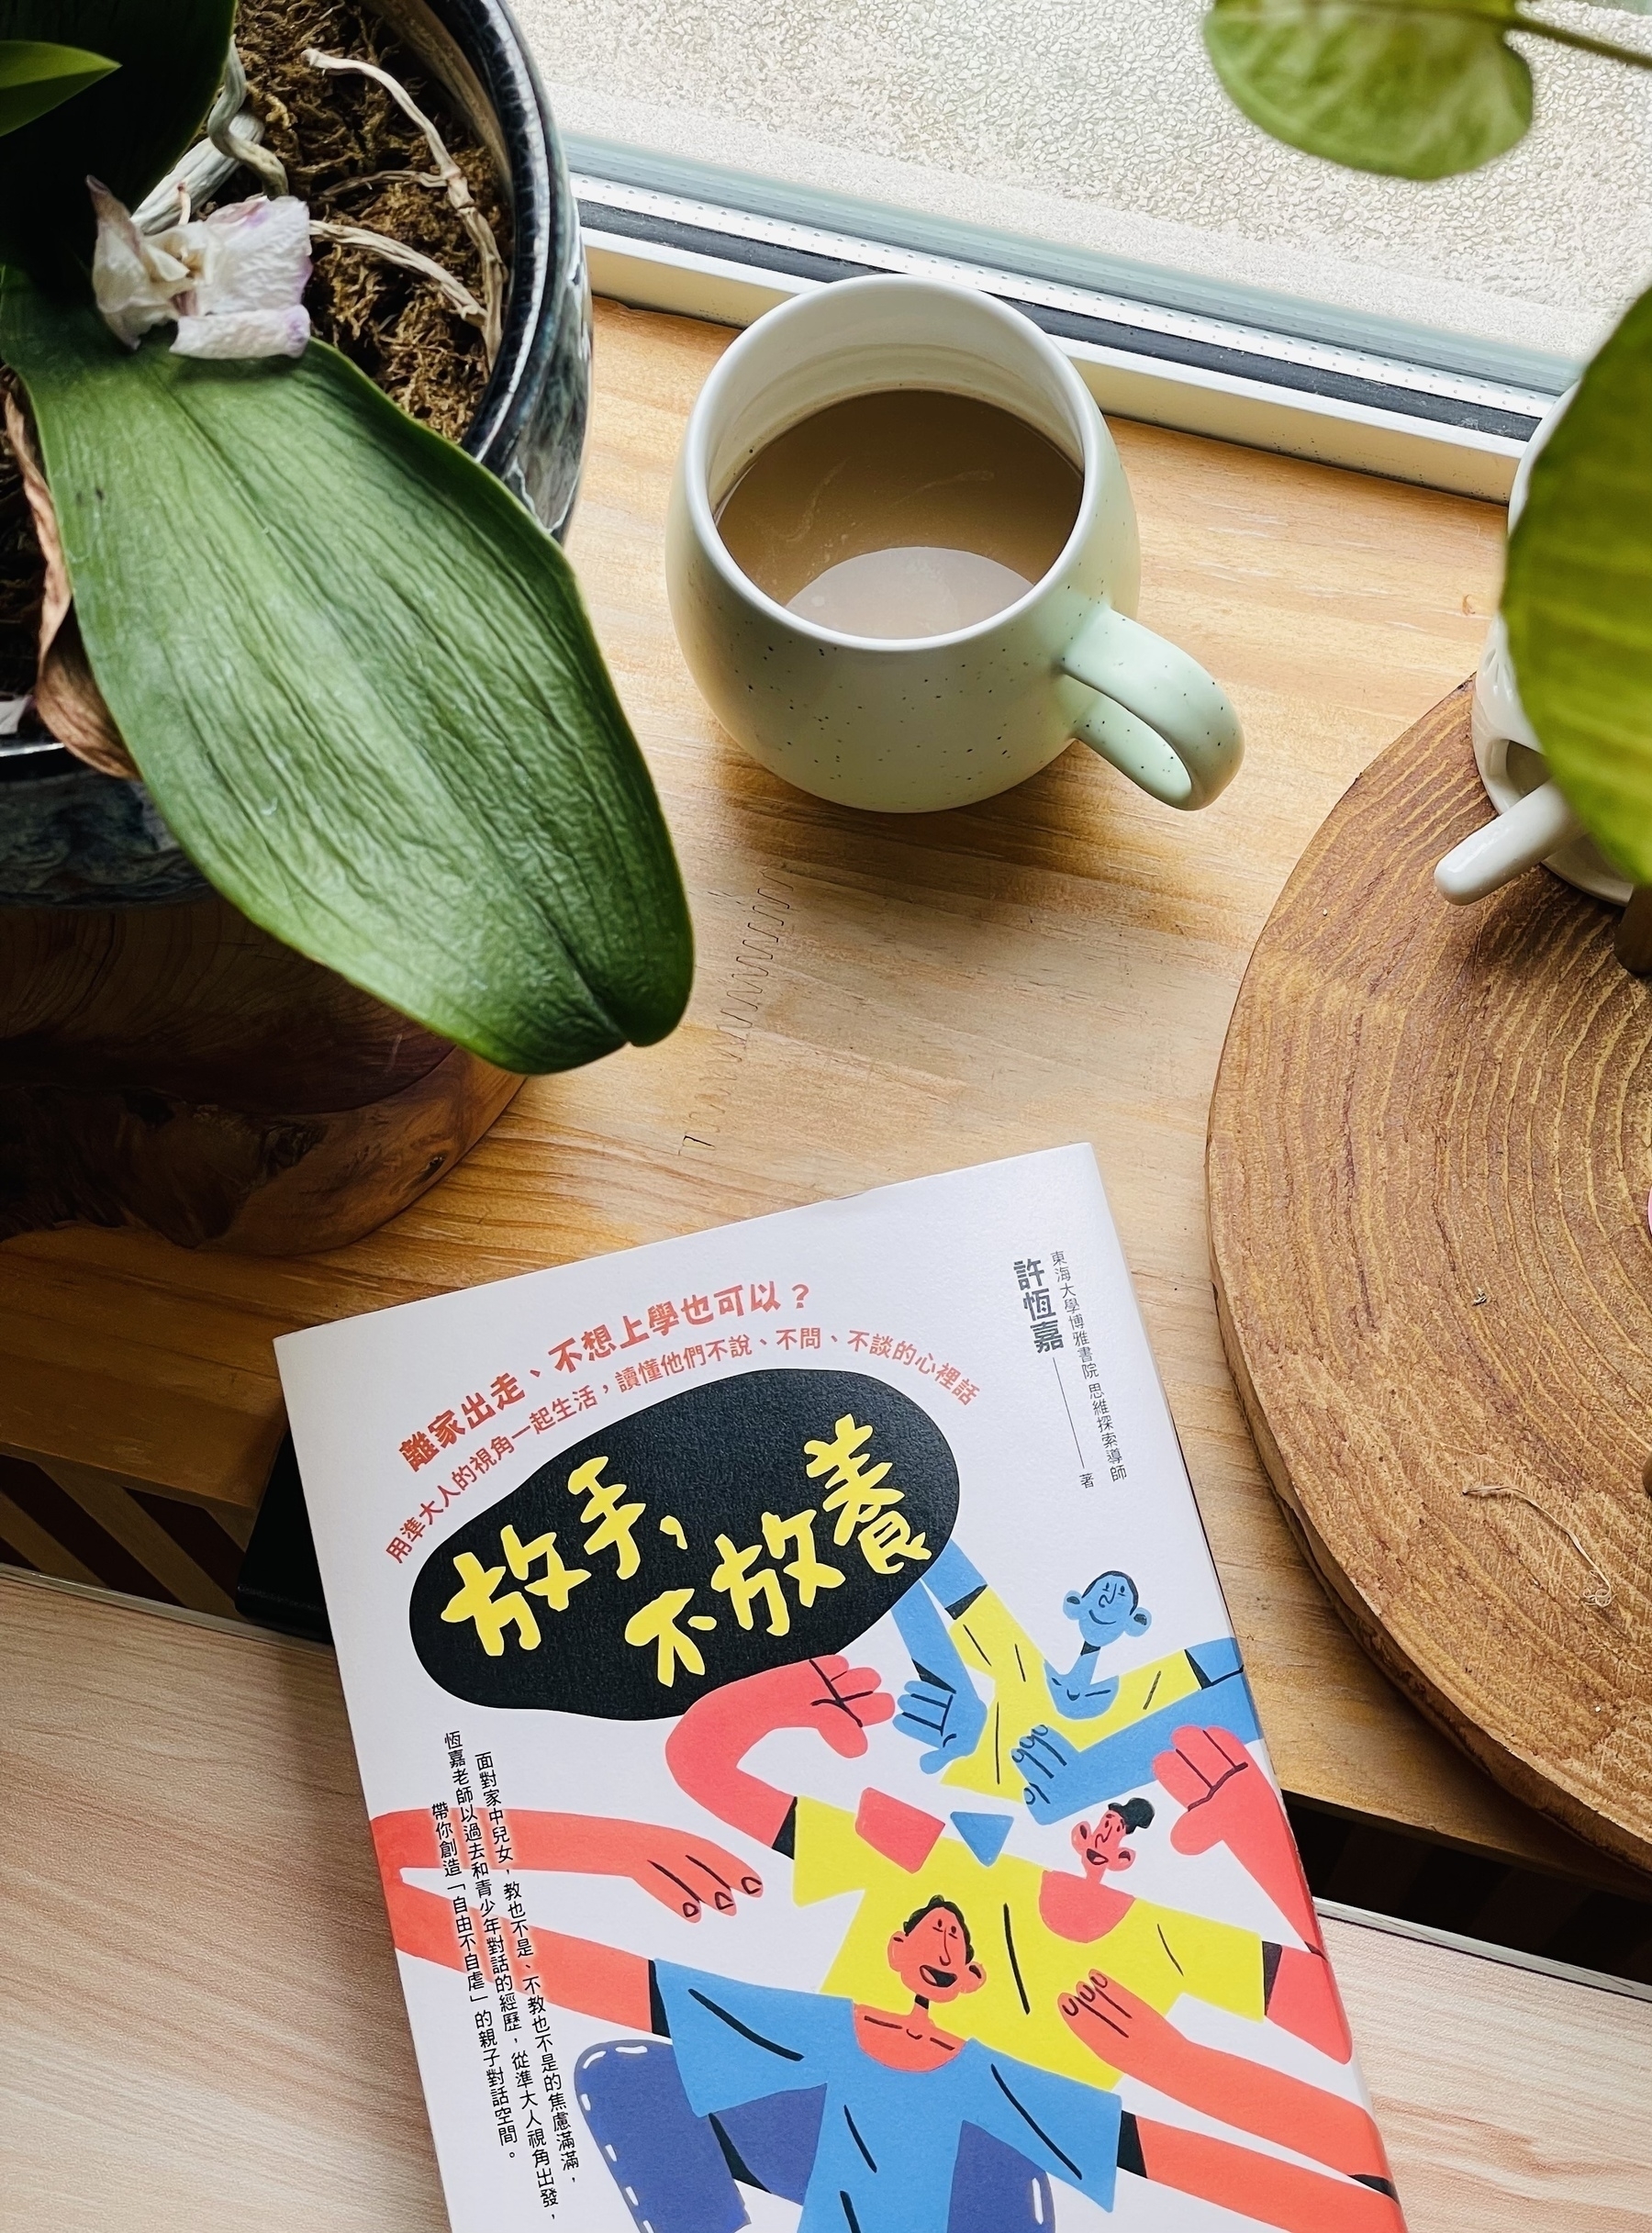 離家出走、不想上學也可以？
用準大人的視角一起生活，讀懂他們不說、不問、不談的心裡話
放手，
不放養
東海大學博雅書院 思維探索導師
許恆嘉——著
面對家中兒女，教也不是、不教也不是的焦慮滿滿，
恆嘉老師以過去和青少年對話的經歷，從準大人視角出發，
帶你創造「自由不自虐」的親子對話空間。